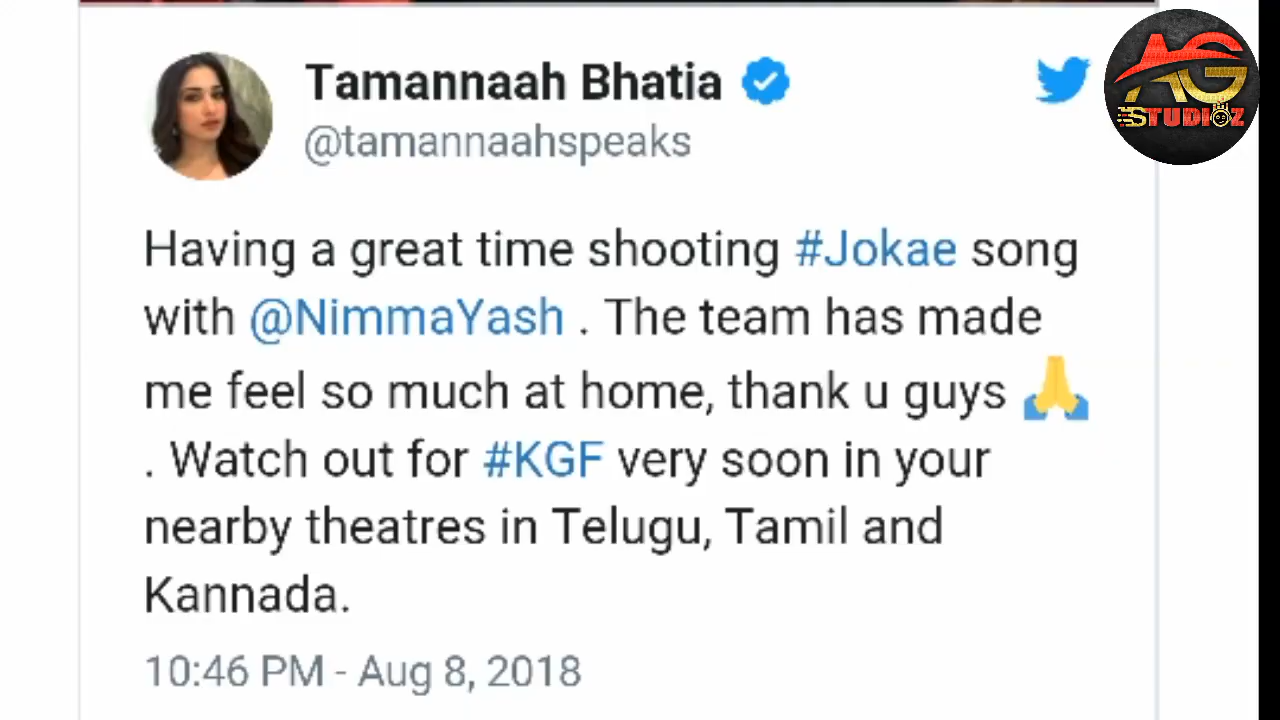 Tamannaah Bhatia
@tamannaahspeaks
AG
STUDIOZ
Having a great time shooting #Jokae song
with @NimmaYash . The team has made
me feel so much at home, thank u guys 🙏
. Watch out for #KGF very soon in your
nearby theatres in Telugu, Tamil and
Kannada.
10:46 PM - Aug 8, 2018